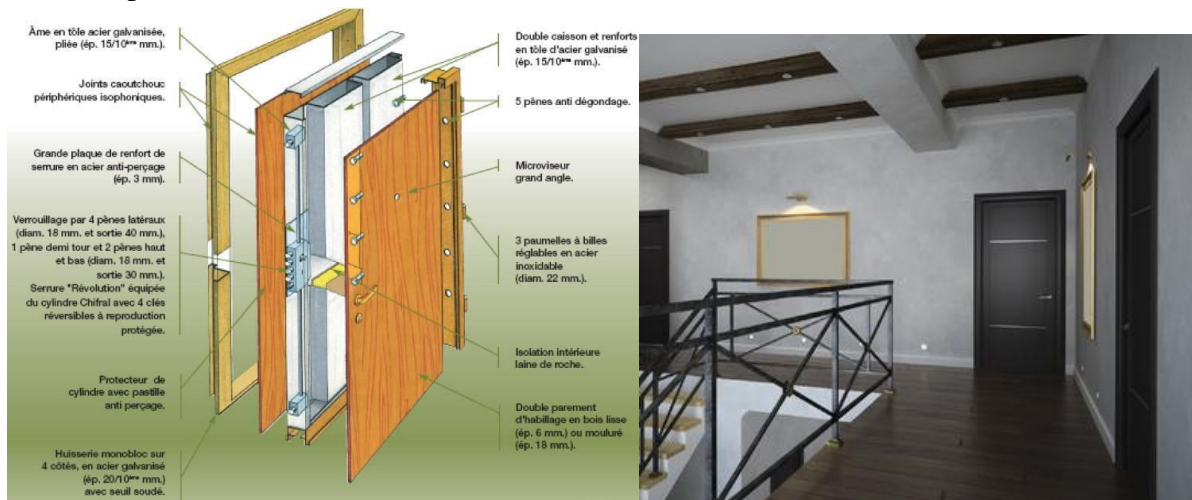 Âme en tôle acier galvanisée,
pliée (ép. 15/10ème mm.).
Joints caoutchouc
périphériques isophoniques.
Grande plaque de renfort de
serrure en acier anti-perçage
(ép. 3 mm).
Verrouillage par 4 pênes latéraux
(diam. 18 mm. et sortie 40 mm.),
1 pêne demi tour et 2 pênes haut
et bas (diam. 18 mm. et
sortie 30 mm.).
Serrure "Révolution" équipée
du cylindre Chifral avec 4 clés
réversibles à reproduction
protégée.
Protecteur de
cylindre avec pastille
anti perçage.
Huisserie monobloc sur
4 côtés, en acier galvanisé
(ép. 20/10ème mm.)
avec seuil soudé.
Double caisson et renforts
en tôle d'acier galvanisé
(ép. 15/10ème mm.).
5 pênes anti dégondage.
Microviseur
grand angle.
3 paumelles à billes
réglables en acier
inoxidable
(diam. 22 mm.).
Isolation intérieure
laine de roche.
Double parement
d'habillage en bois lisse
(ép. 6 mm.) ou mouluré
(ép. 18 mm.).